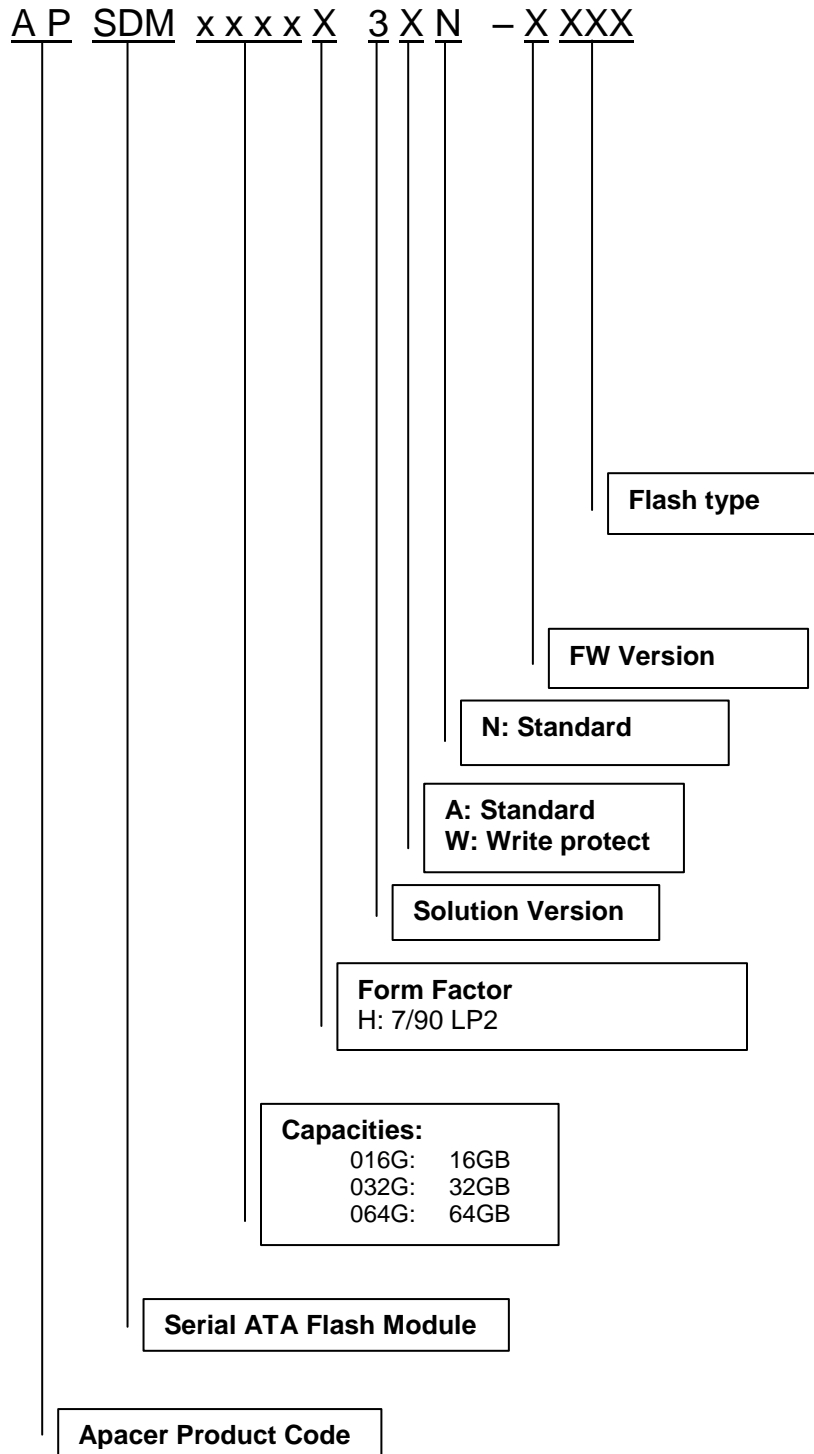 A P SDM x x x x X 3 X N – X XXX
Flash type
FW Version
N: Standard
A: Standard
W: Write protect
Solution Version
Form Factor
H: 7/90 LP2
Capacities:
016G: 16GB
032G: 32GB
064G: 64GB
Serial ATA Flash Module
Apacer Product Code